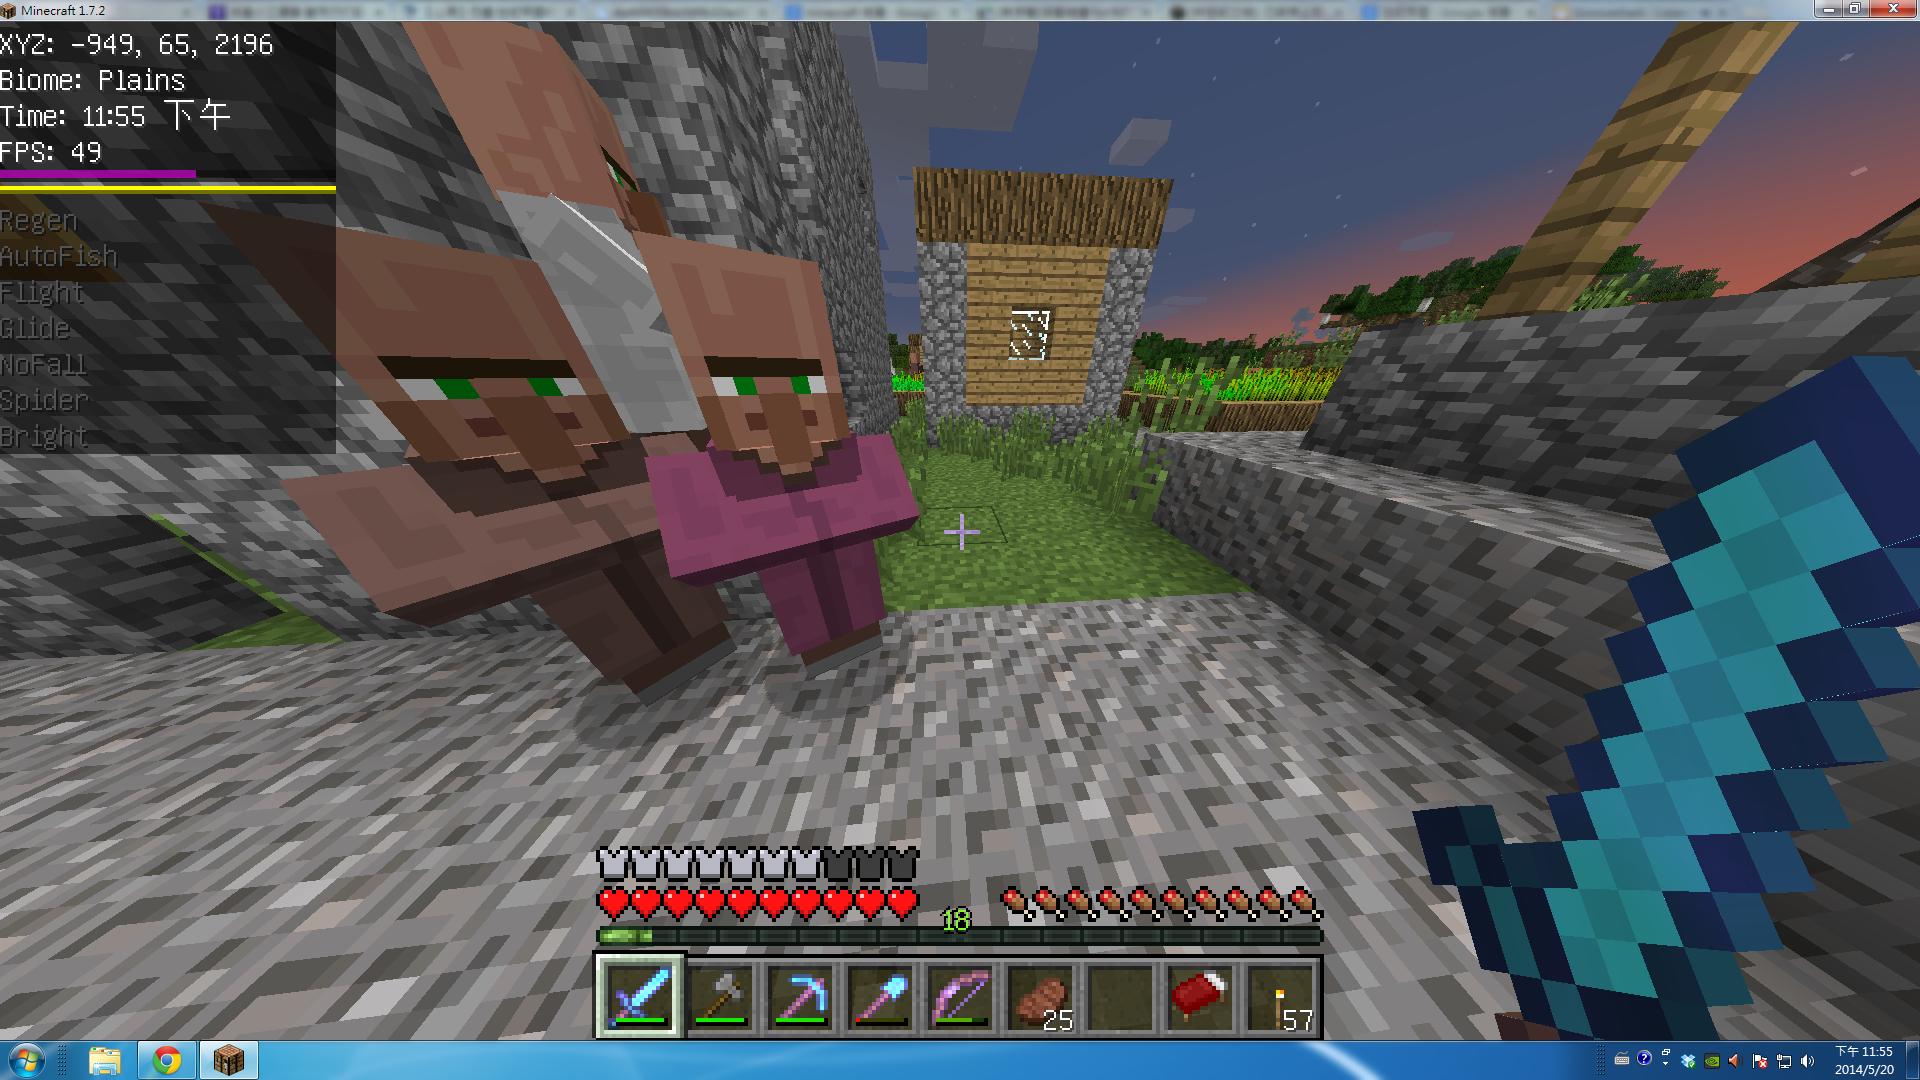 Minecraft 1.7.2
XYZ: -949, 65, 2196
Biome: Plains
Time: 11:55 下午
FPS: 49
Regen
AutoFish
Flight
Glide
NoFall
Spider
Bright
18
25
57
下午 11:55
2014/5/20